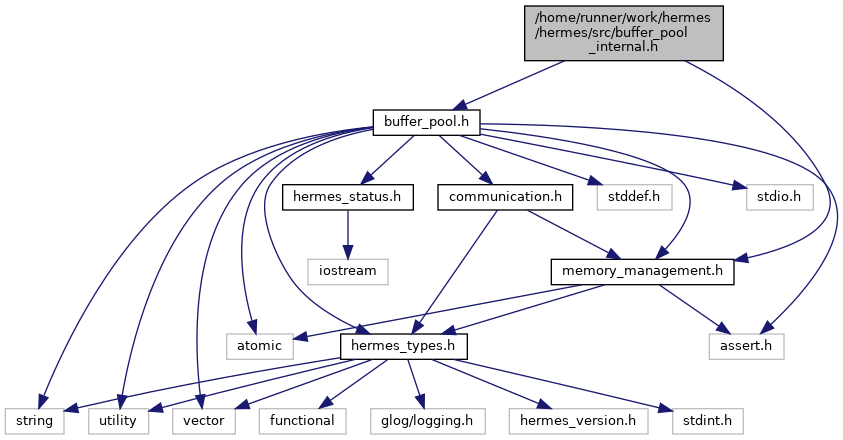 /home/runner/work/hermes
/hermes/src/buffer_pool
_internal.h
buffer_pool.h
hermes_status.h
communication.h
stddef.h
stdio.h
iostream
memory_management.h
atomic
hermes_types.h
assert.h
string
utility
vector
functional
glog/logging.h
hermes_version.h
stdint.h